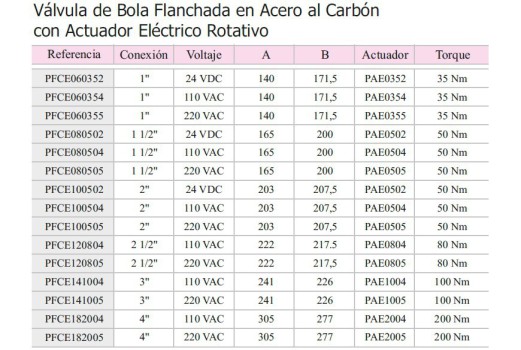 Válvula de Bola Flanchada en Acero al Carbón
con Actuador Eléctrico Rotativo
Referencia Conexión Voltaje A B Actuador Torque
PFCE060352 1" 24 VDC 140 171,5 PAE0352 35 Nm
PFCE060354 1" 110 VAC 140 171,5 PAE0354 35 Nm
PFCE060355 1" 220 VAC 140 171,5 PAE0355 35 Nm
PFCE080502 1 1/2" 24 VDC 165 200 PAE0502 50 Nm
PFCE080504 1 1/2" 110 VAC 165 200 PAE0504 50 Nm
PFCE080505 1 1/2" 220 VAC 165 200 PAE0505 50 Nm
PFCE100502 2" 24 VDC 203 207,5 PAE0502 50 Nm
PFCE100504 2" 110 VAC 203 207,5 PAE0504 50 Nm
PFCE100505 2" 220 VAC 203 207,5 PAE0505 50 Nm
PFCE120804 2 1/2" 110 VAC 222 217.5 PAE0804 80 Nm
PFCE120805 2 1/2" 220 VAC 222 217,5 PAE0805 80 Nm
PFCE141004 3" 110 VAC 241 226 PAE1004 100 Nm
PFCE141005 3" 220 VAC 241 226 PAE1005 100 Nm
PFCE182004 4" 110 VAC 305 277 PAE2004 200 Nm
PFCE182005 4" 220 VAC 305 277 PAE2005 200 Nm